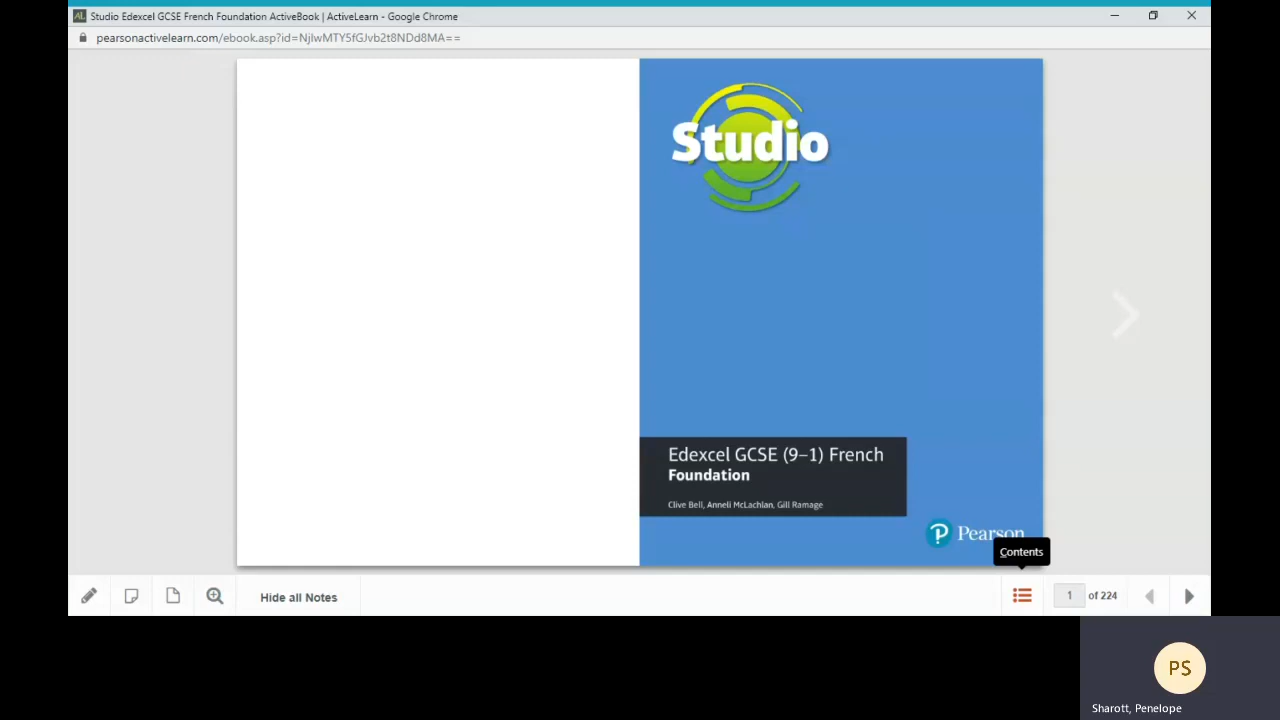 Studio Edexcel GCSE French Foundation ActiveBook | ActiveLearn - Google Chrome
pearsonactivelearn.com/ebook.asp?id=NjIwMTY5fGJvb2t8NDd8MA==
Studio
Edexcel GCSE (9–1) French
Foundation
Clive Bell, Anneli McLachlan, Gill Ramage
Pearson
Contents
Hide all Notes
1 of 224
PS
Sharott, Penelope